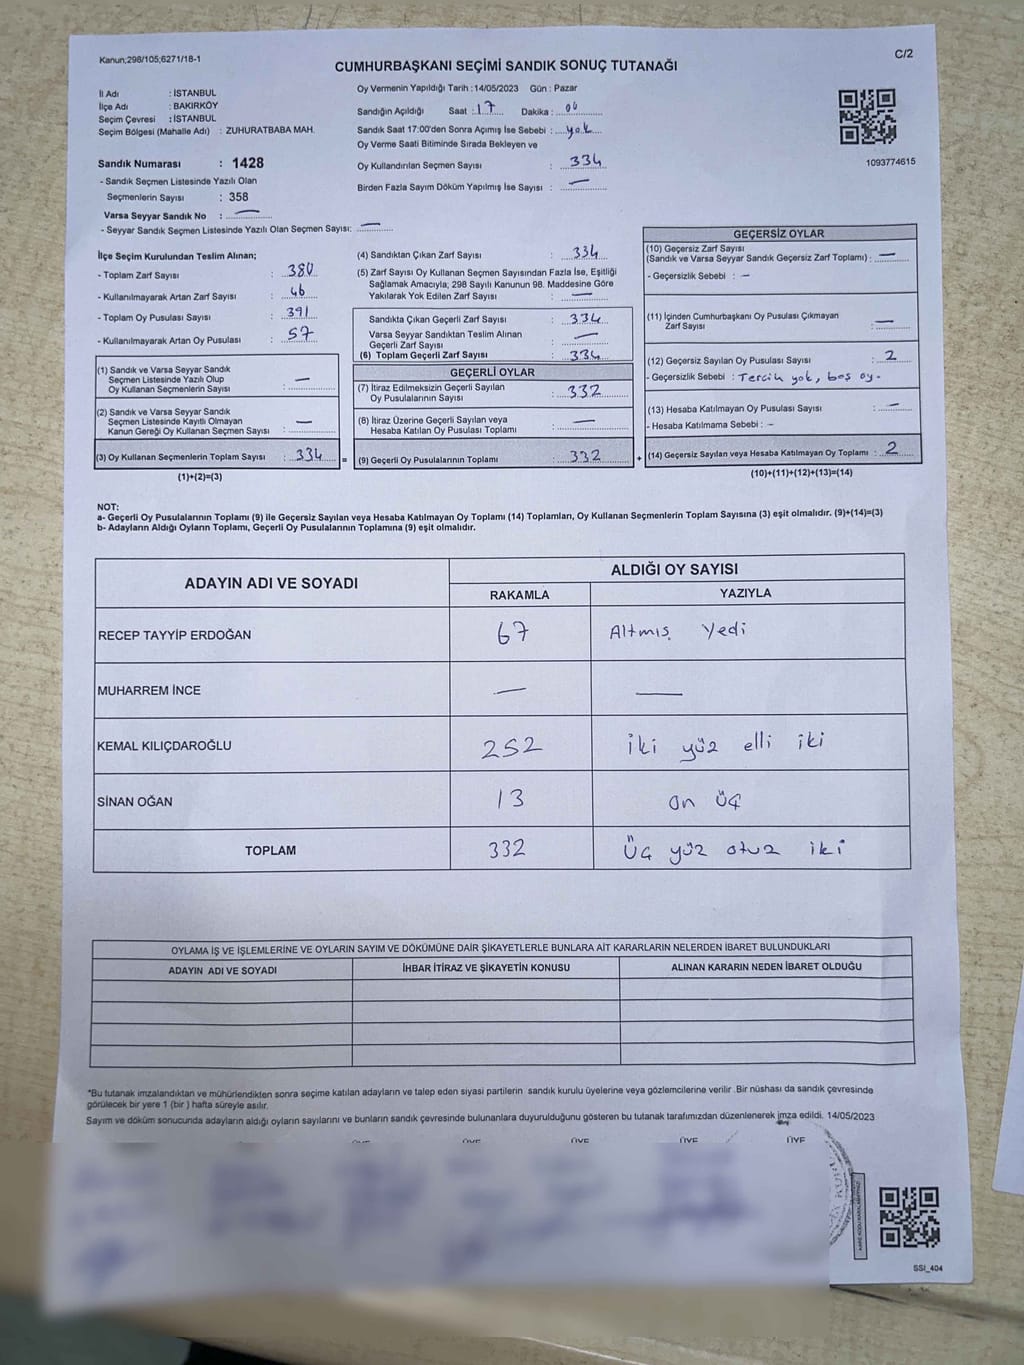 Kanun;298/105;6271/18-1
C/2
CUMHURBAŞKANI SEÇİMİ SANDIK SONUÇ TUTANAĞI
İl Adı : İSTANBUL
İlçe Adı : BAKIRKÖY
Seçim Çevresi : İSTANBUL
Seçim Bölgesi (Mahalle Adı) : ZUHURATBABA MAH.
Sandık Numarası : 1428
- Sandık Seçmen Listesinde Yazılı Olan
Seçmenlerin Sayısı : 358
Varsa Seyyar Sandık No : —
- Seyyar Sandık Seçmen Listesinde Yazılı Olan Seçmen Sayısı: —
Oy Vermenin Yapıldığı Tarih : 14/05/2023 Gün : Pazar
Sandığın Açıldığı Saat : 17 Dakika : 00
Sandık Saat 17:00'den Sonra Açımış İse Sebebi : yok
Oy Verme Saati Bitiminde Sırada Bekleyen ve
Oy Kullandırılan Seçmen Sayısı : 334
Birden Fazla Sayım Döküm Yapılmış İse Sayısı : —
1093774615
İlçe Seçim Kurulundan Teslim Alınan;
- Toplam Zarf Sayısı : 380
- Kullanılmayarak Artan Zarf Sayısı : 46
- Toplam Oy Pusulası Sayısı : 391
- Kullanılmayarak Artan Oy Pusulası : 57
(1) Sandık ve Varsa Seyyar Sandık
Seçmen Listesinde Yazılı Olup
Oy Kullanan Seçmenlerin Sayısı : —
(2) Sandık ve Varsa Seyyar Sandık
Seçmen Listesinde Kayıtlı Olmayan
Kanun Gereği Oy Kullanan Seçmen Sayısı : —
(3) Oy Kullanan Seçmenlerin Toplam Sayısı : 334
(1)+(2)=(3)
(4) Sandıktan Çıkan Zarf Sayısı : 334
(5) Zarf Sayısı Oy Kullanan Seçmen Sayısından Fazla İse, Eşitliği
Sağlamak Amacıyla; 298 Sayılı Kanunun 98. Maddesine Göre
Yakılarak Yok Edilen Zarf Sayısı : —
Sandıkta Çıkan Geçerli Zarf Sayısı : 334
Varsa Seyyar Sandıktan Teslim Alınan
Geçerli Zarf Sayısı : —
(6) Toplam Geçerli Zarf Sayısı : 334
GEÇERLİ OYLAR
(7) İtiraz Edilmeksizin Geçerli Sayılan
Oy Pusulalarının Sayısı : 332
(8) İtiraz Üzerine Geçerli Sayılan veya
Hesaba Katılan Oy Pusulası Toplamı : —
= (9) Geçerli Oy Pusulalarının Toplamı : 332
GEÇERSİZ OYLAR
(10) Geçersiz Zarf Sayısı
(Sandık ve Varsa Seyyar Sandık Geçersiz Zarf Toplamı) : —
- Geçersizlik Sebebi : –
(11) İçinden Cumhurbaşkanı Oy Pusulası Çıkmayan
Zarf Sayısı : —
(12) Geçersiz Sayılan Oy Pusulası Sayısı : 2
- Geçersizlik Sebebi : Tercih yok, boş oy.
(13) Hesaba Katılmayan Oy Pusulası Sayısı : —
- Hesaba Katılmama Sebebi : –
+ (14) Geçersiz Sayılan veya Hesaba Katılmayan Oy Toplamı : 2
(10)+(11)+(12)+(13)=(14)
NOT:
a- Geçerli Oy Pusulalarının Toplamı (9) ile Geçersiz Sayılan veya Hesaba Katılmayan Oy Toplamı (14) Toplamları, Oy Kullanan Seçmenlerin Toplam Sayısına (3) eşit olmalıdır. (9)+(14)=(3)
b- Adayların Aldığı Oyların Toplamı, Geçerli Oy Pusulalarının Toplamına (9) eşit olmalıdır.
ADAYIN ADI VE SOYADI
ALDIĞI OY SAYISI
RAKAMLA YAZIYLA
RECEP TAYYİP ERDOĞAN 67 Altmış Yedi
MUHARREM İNCE — —
KEMAL KILIÇDAROĞLU 252 iki yüz elli iki
SİNAN OĞAN 13 on üç
TOPLAM 332 Üç yüz otuz iki
OYLAMA İŞ VE İŞLEMLERİNE VE OYLARIN SAYIM VE DÖKÜMÜNE DAİR ŞİKAYETLERLE BUNLARA AİT KARARLARIN NELERDEN İBARET BULUNDUKLARI
ADAYIN ADI VE SOYADI İHBAR İTİRAZ VE ŞİKAYETİN KONUSU ALINAN KARARIN NEDEN İBARET OLDUĞU
*Bu tutanak imzalandıktan ve mühürlendikten sonra seçime katılan adayların ve talep eden siyasi partilerin sandık kurulu üyelerine veya gözlemcilerine verilir .Bir nüshası da sandık çevresinde
görülecek bir yere 1 (bir ) hafta süreyle asılır.
Sayım ve döküm sonucunda adayların aldığı oyların sayılarını ve bunların sandık çevresinde bulunanlara duyurulduğunu gösteren bu tutanak tarafımızdan düzenlenerek imza edildi. 14/05/2023
ÜYE ÜYE ÜYE ÜYE
SSI_404